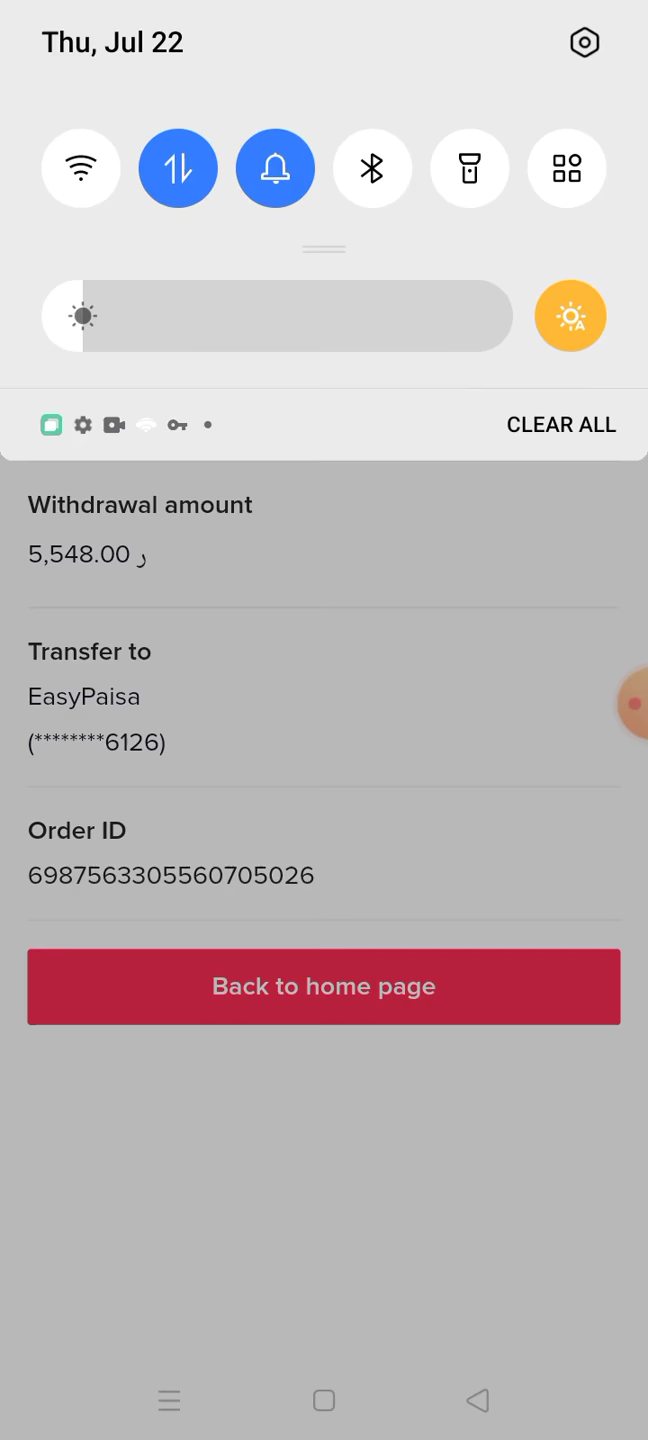 Thu, Jul 22
CLEAR ALL
Withdrawal amount
5,548.00 ر
Transfer to
EasyPaisa
(********6126)
Order ID
6987563305560705026
Back to home page